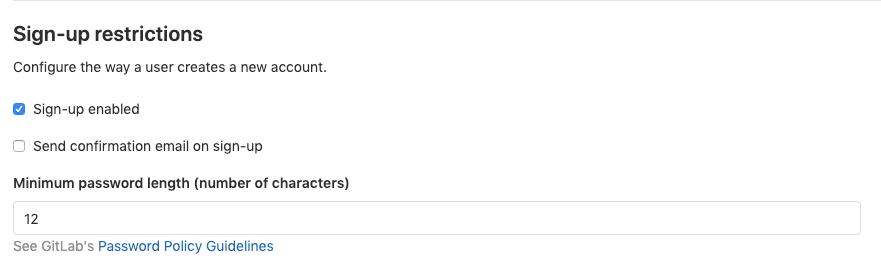 Sign-up restrictions
Configure the way a user creates a new account.
Sign-up enabled
Send confirmation email on sign-up
Minimum password length (number of characters)
12
See GitLab's Password Policy Guidelines